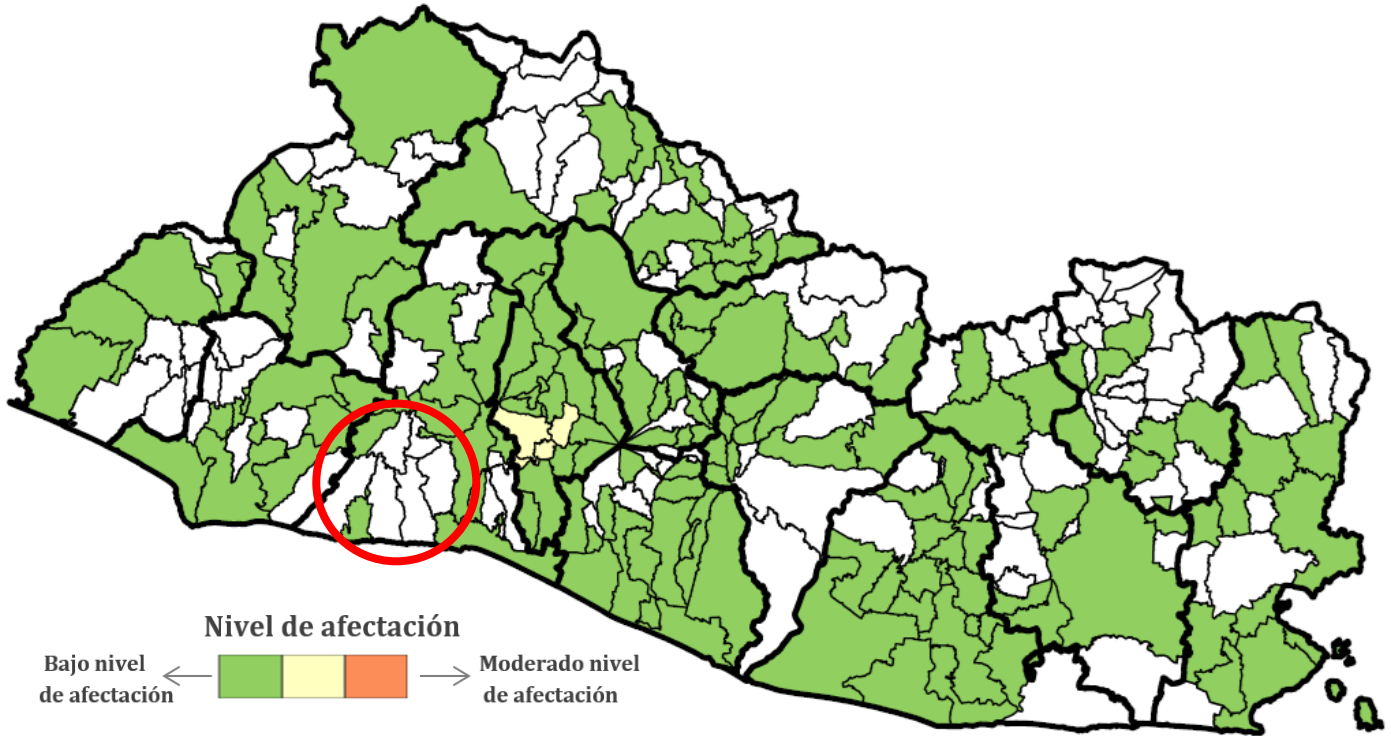 Nivel de afectación
Bajo nivel
de afectación
Moderado nivel
de afectación